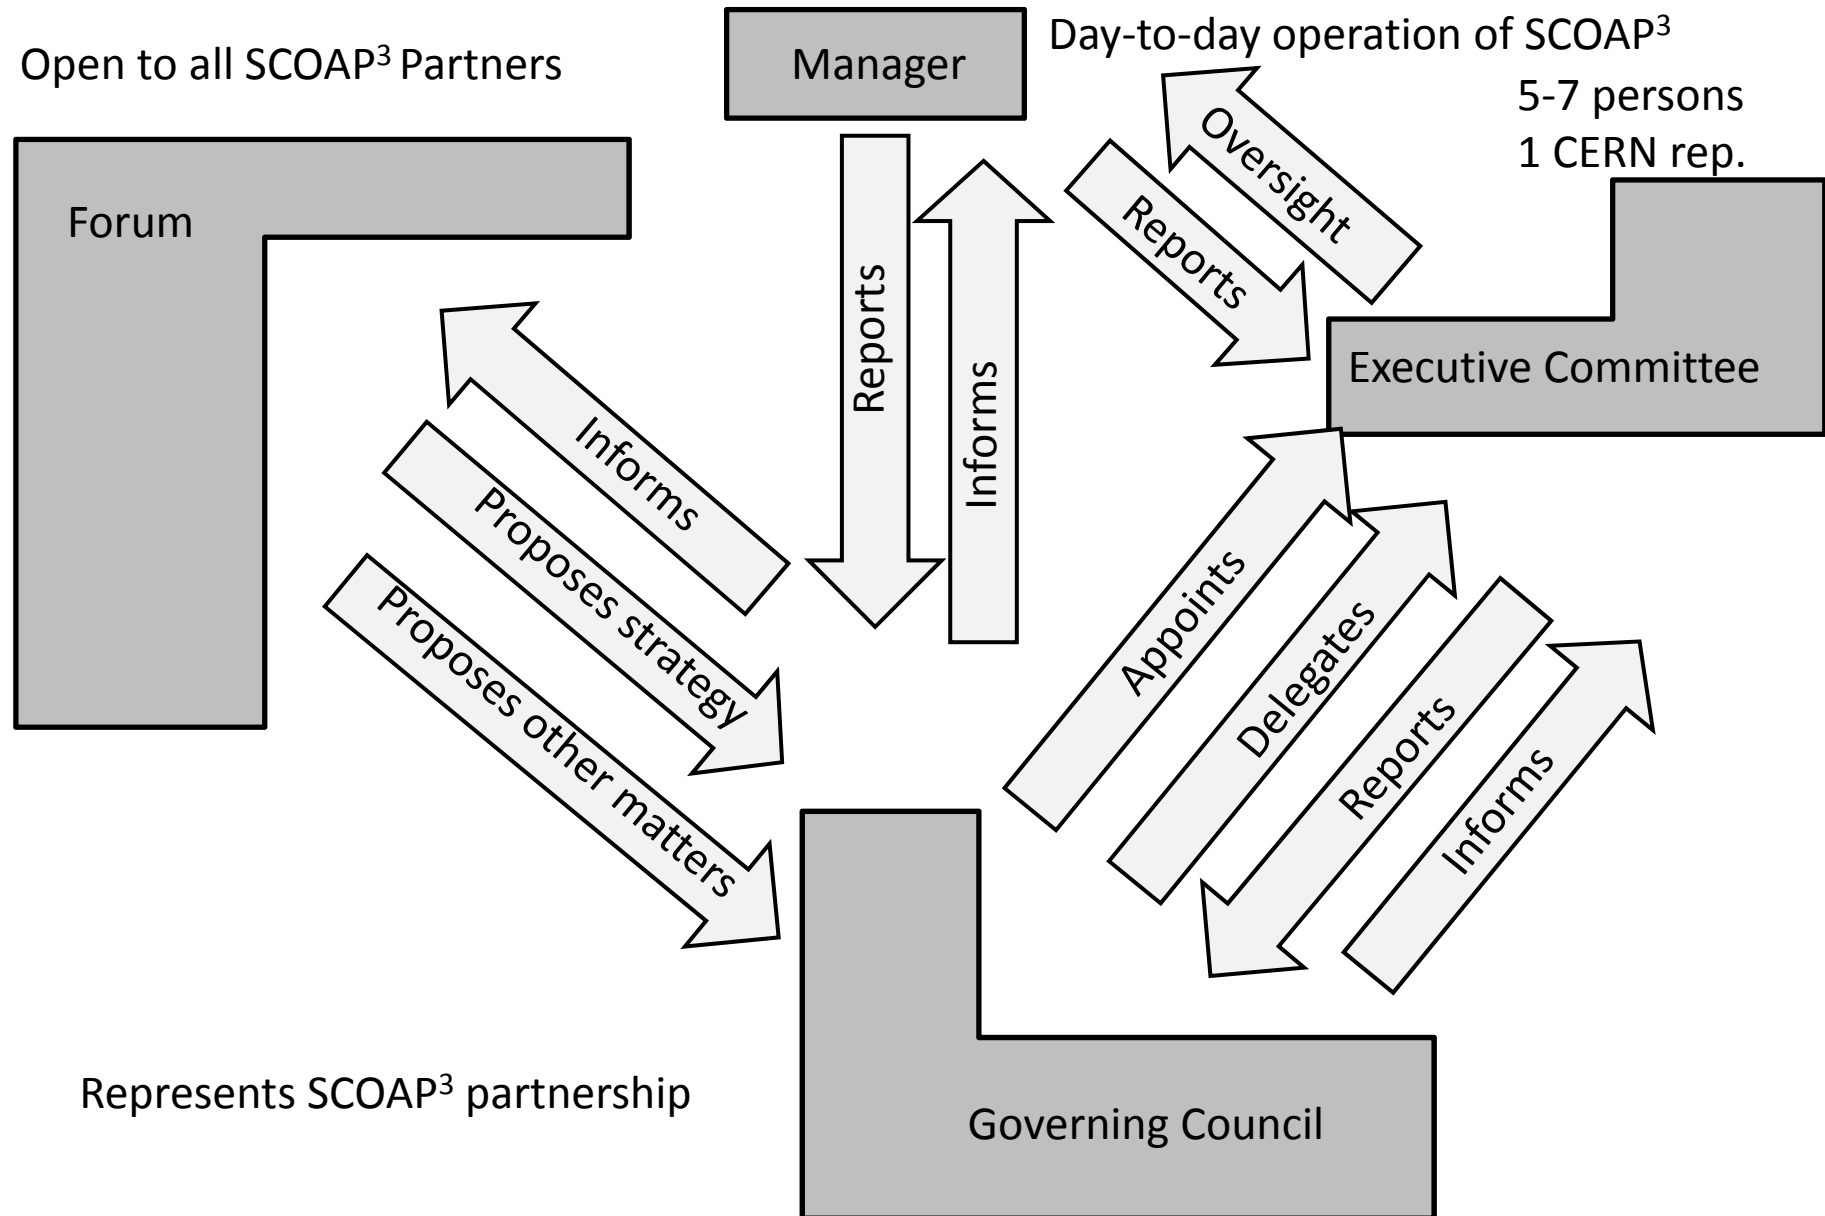 Open to all SCOAP³ Partners
Manager
Day-to-day operation of SCOAP³
5-7 persons
1 CERN rep.
Forum
Oversight
Reports
Reports
Informs
Executive Committee
Informs
Proposes strategy
Proposes other matters
Appoints
Delegates
Reports
Informs
Represents SCOAP³ partnership
Governing Council